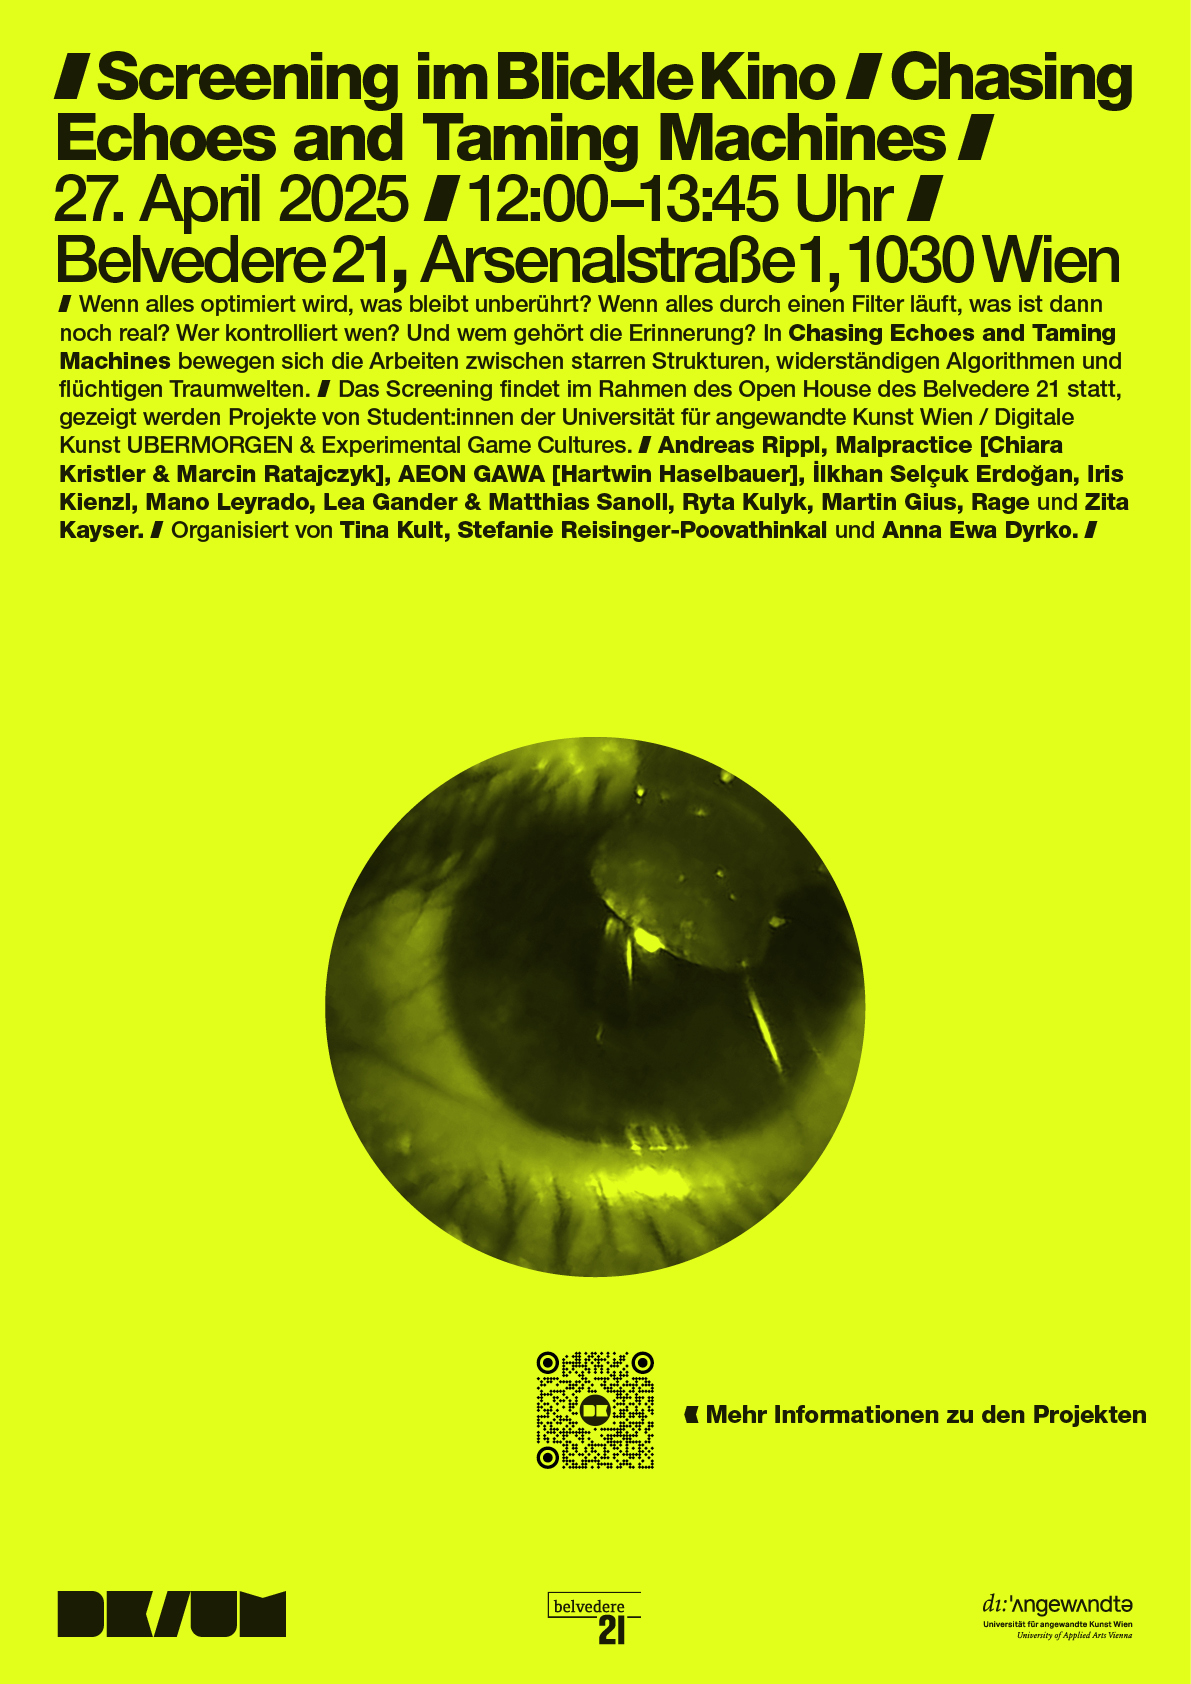 / Screening im Blickle Kino / Chasing
Echoes and Taming Machines /
27. April 2025 / 12:00–13:45 Uhr /
Belvedere 21, Arsenalstraße 1, 1030 Wien
/ Wenn alles optimiert wird, was bleibt unberührt? Wenn alles durch einen Filter läuft, was ist dann
noch real? Wer kontrolliert wen? Und wem gehört die Erinnerung? In Chasing Echoes and Taming
Machines bewegen sich die Arbeiten zwischen starren Strukturen, widerständigen Algorithmen und
flüchtigen Traumwelten. / Das Screening findet im Rahmen des Open House des Belvedere 21 statt,
gezeigt werden Projekte von Student:innen der Universität für angewandte Kunst Wien / Digitale
Kunst UBERMORGEN & Experimental Game Cultures. / Andreas Rippl, Malpractice [Chiara
Kristler & Marcin Ratajczyk], AEON GAWA [Hartwin Haselbauer], İlkhan Selçuk Erdoğan, Iris
Kienzl, Mano Leyrado, Lea Gander & Matthias Sanoll, Ryta Kulyk, Martin Gius, Rage und Zita
Kayser. / Organisiert von Tina Kult, Stefanie Reisinger-Poovathinkal und Anna Ewa Dyrko. /
Mehr Informationen zu den Projekten
DK/UM
belvedere
21
dı:ˈʌngewʌndtə
Universität für angewandte Kunst Wien
University of Applied Arts Vienna